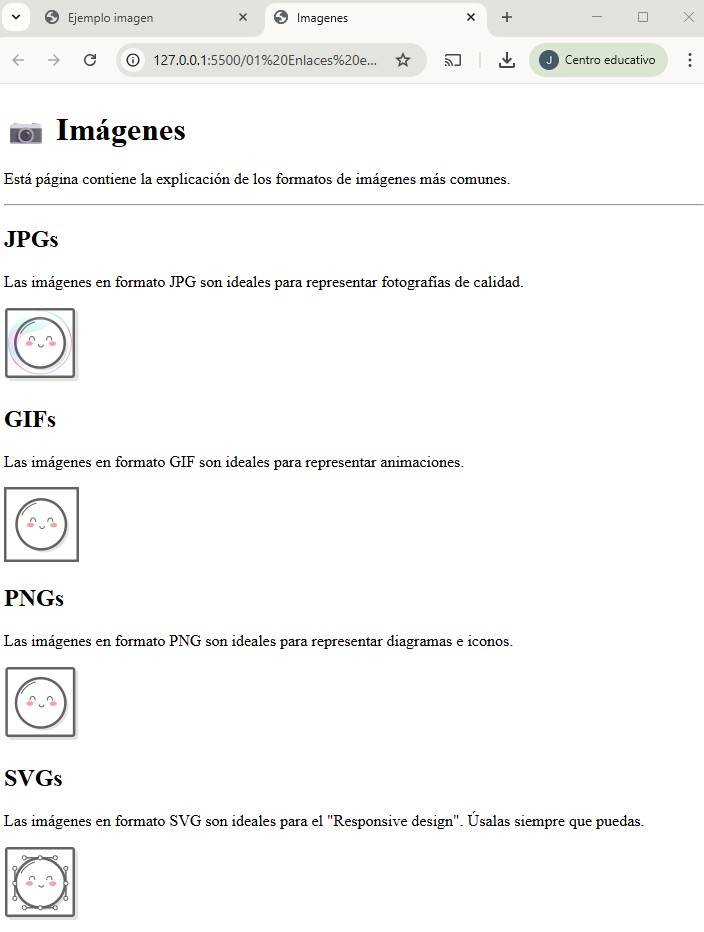 Ejemplo imagen
Imagenes
127.0.0.1:5500/01%20Enlaces%20e...
J Centro educativo
📷 Imágenes
Está página contiene la explicación de los formatos de imágenes más comunes.
JPGs
Las imágenes en formato JPG son ideales para representar fotografías de calidad.
GIFs
Las imágenes en formato GIF son ideales para representar animaciones.
PNGs
Las imágenes en formato PNG son ideales para representar diagramas e iconos.
SVGs
Las imágenes en formato SVG son ideales para el "Responsive design". Úsalas siempre que puedas.